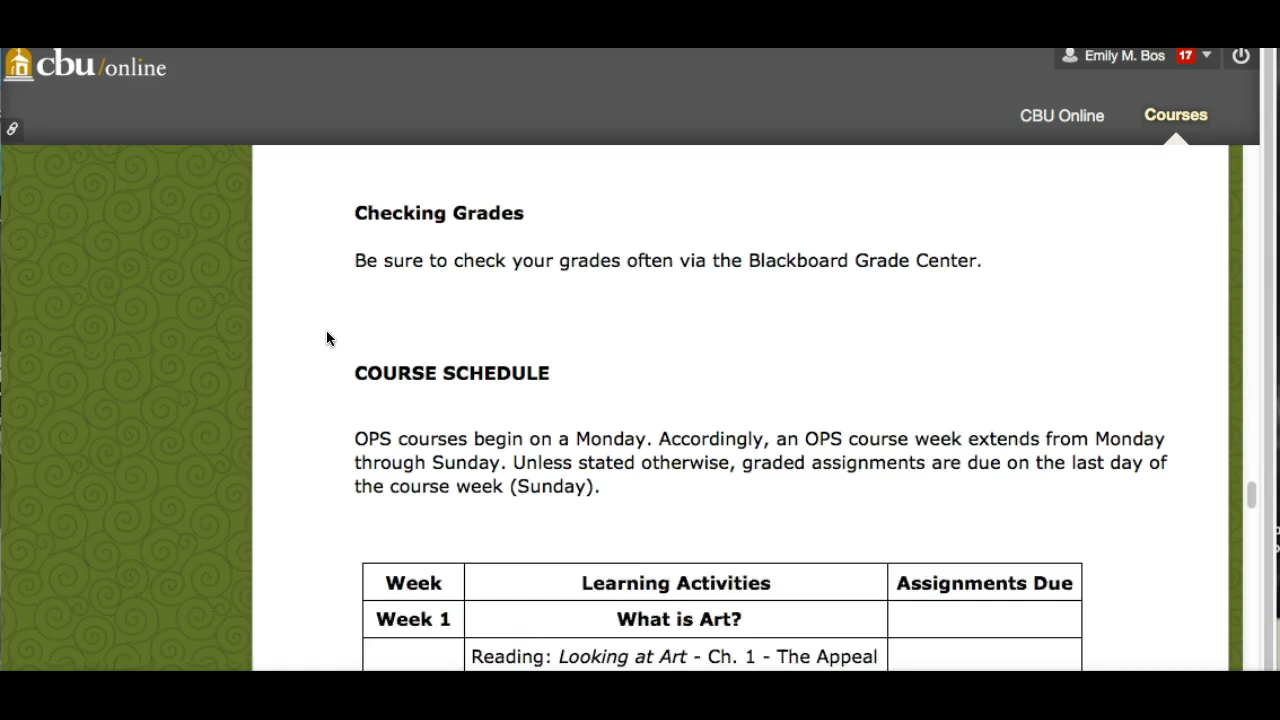 cbu/online
Emily M. Bos 17
CBU Online Courses
Checking Grades
Be sure to check your grades often via the Blackboard Grade Center.
COURSE SCHEDULE
OPS courses begin on a Monday. Accordingly, an OPS course week extends from Monday
through Sunday. Unless stated otherwise, graded assignments are due on the last day of
the course week (Sunday).
Week Learning Activities Assignments Due
Week 1 What is Art?
Reading: Looking at Art - Ch. 1 - The Appeal